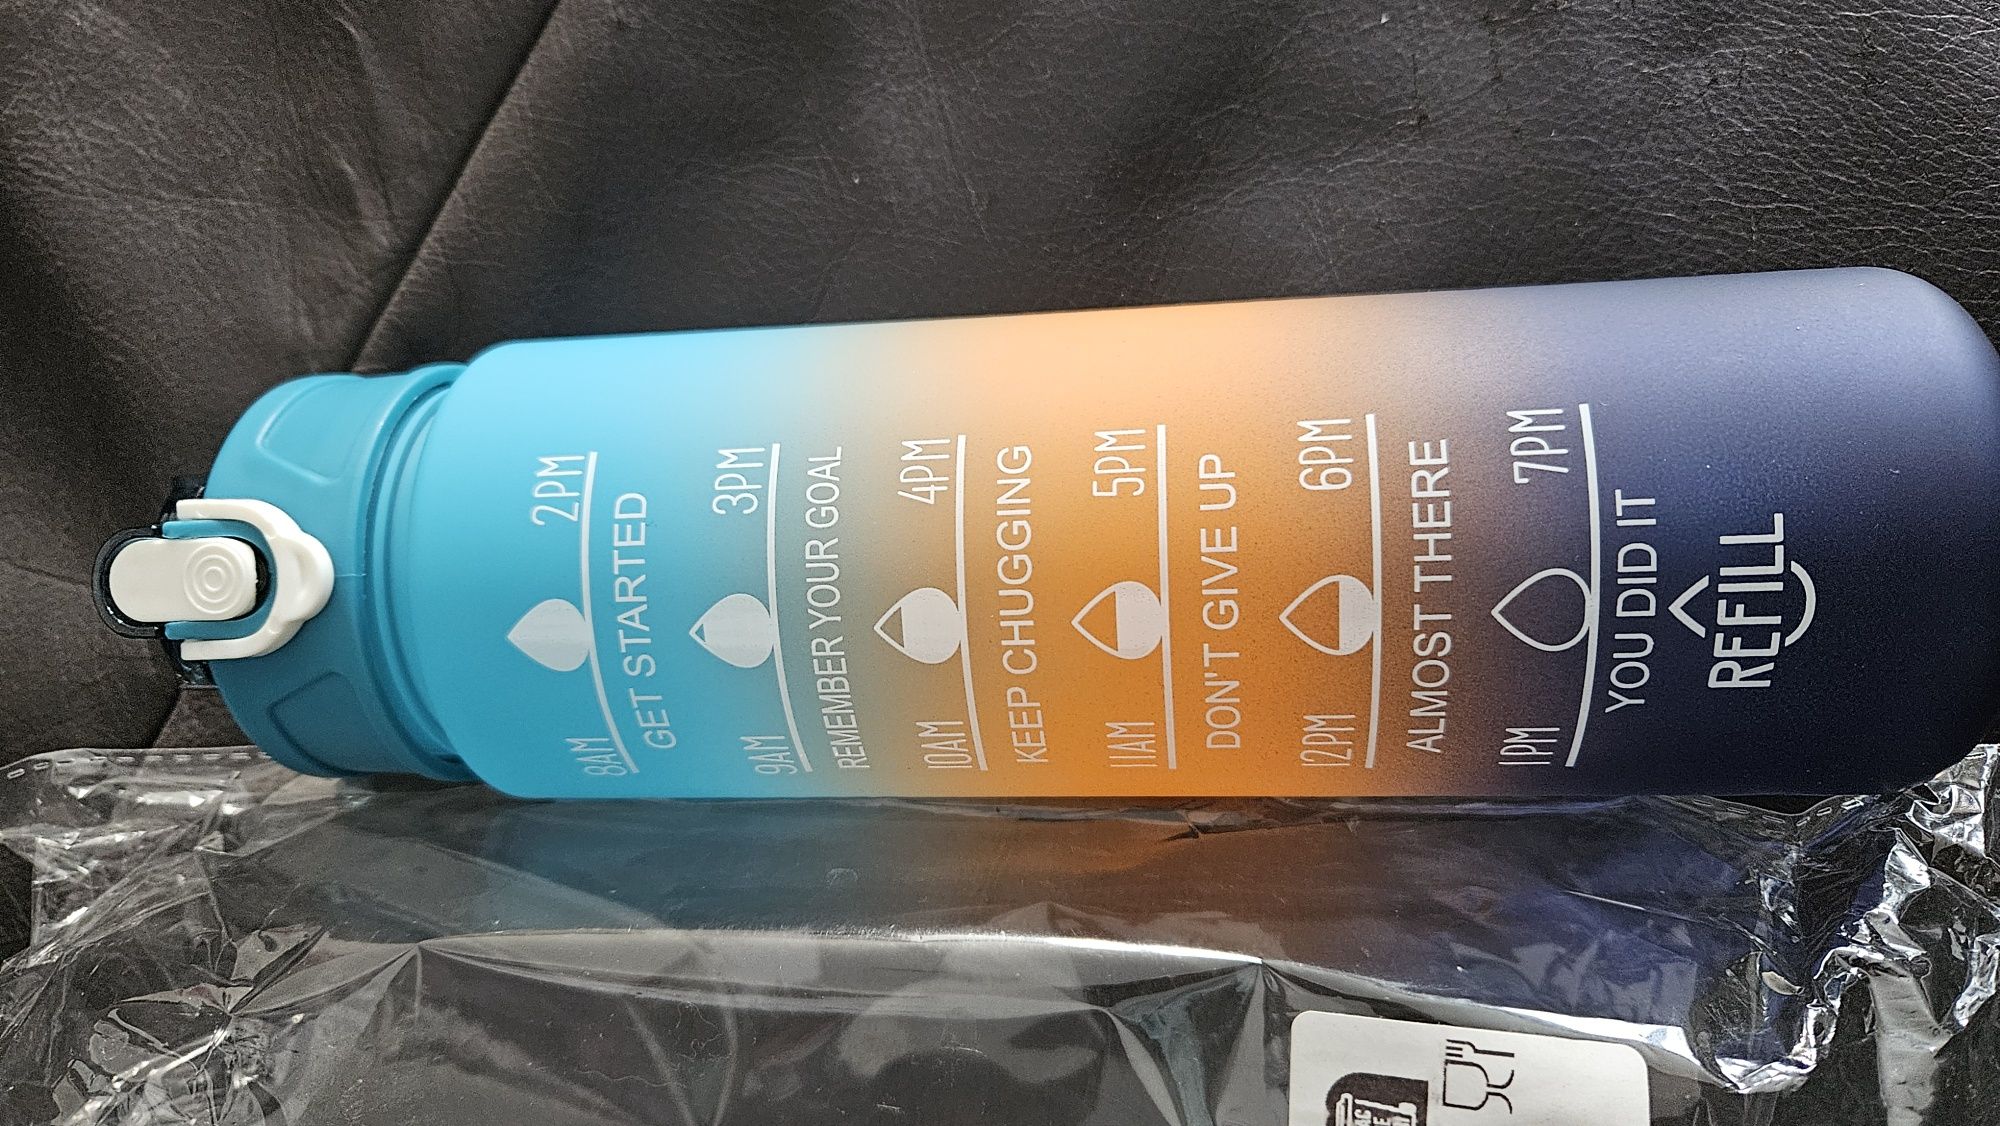 8AM 2PM
GET STARTED
9AM 3PM
REMEMBER YOUR GOAL
10AM 4PM
KEEP CHUGGING
11AM 5PM
DON'T GIVE UP
12PM 6PM
ALMOST THERE
1PM 7PM
YOU DID IT
REFILL